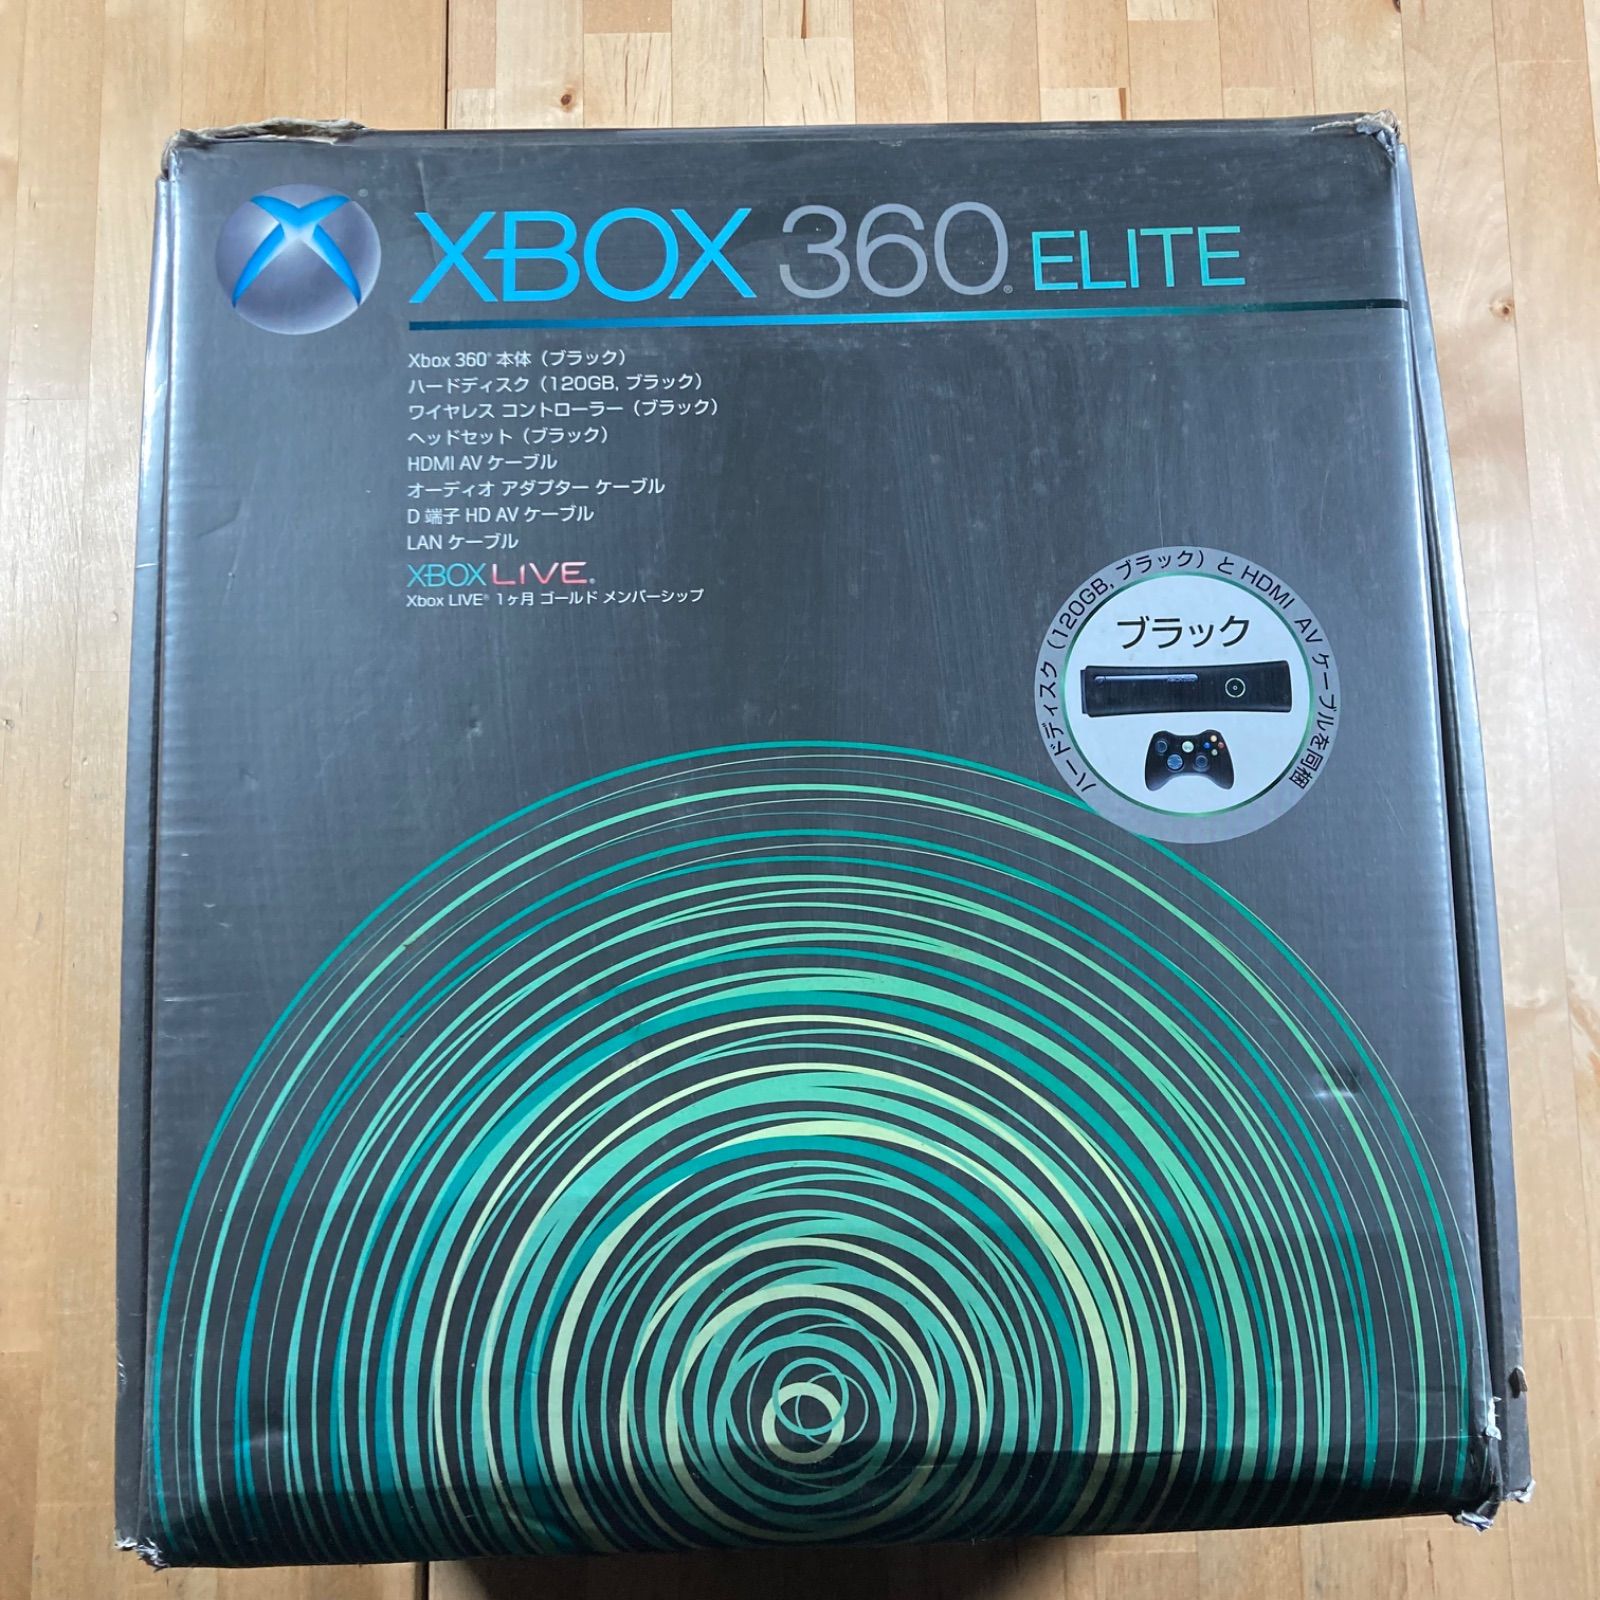 XBOX 360® ELITE
Xbox 360® 本体（ブラック）
ハードディスク（120GB, ブラック）
ワイヤレス コントローラー（ブラック）
ヘッドセット（ブラック）
HDMI AV ケーブル
オーディオ アダプター ケーブル
D 端子 HD AV ケーブル
LAN ケーブル
XBOX LIVE®
Xbox LIVE® 1ヶ月 ゴールド メンバーシップ
ハードディスク（120GB, ブラック）と HDMI AV ケーブルを同梱
ブラック